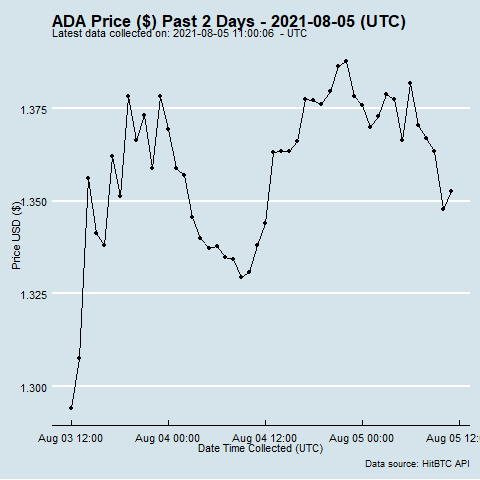 ADA Price ($) Past 2 Days - 2021-08-05 (UTC)
Latest data collected on: 2021-08-05 11:00:06 - UTC
1.375
1.350
1.325
1.300
Price USD ($)
Aug 03 12:00 Aug 04 00:00 Aug 04 12:00 Aug 05 00:00 Aug 05 12:
Date Time Collected (UTC)
Data source: HitBTC API